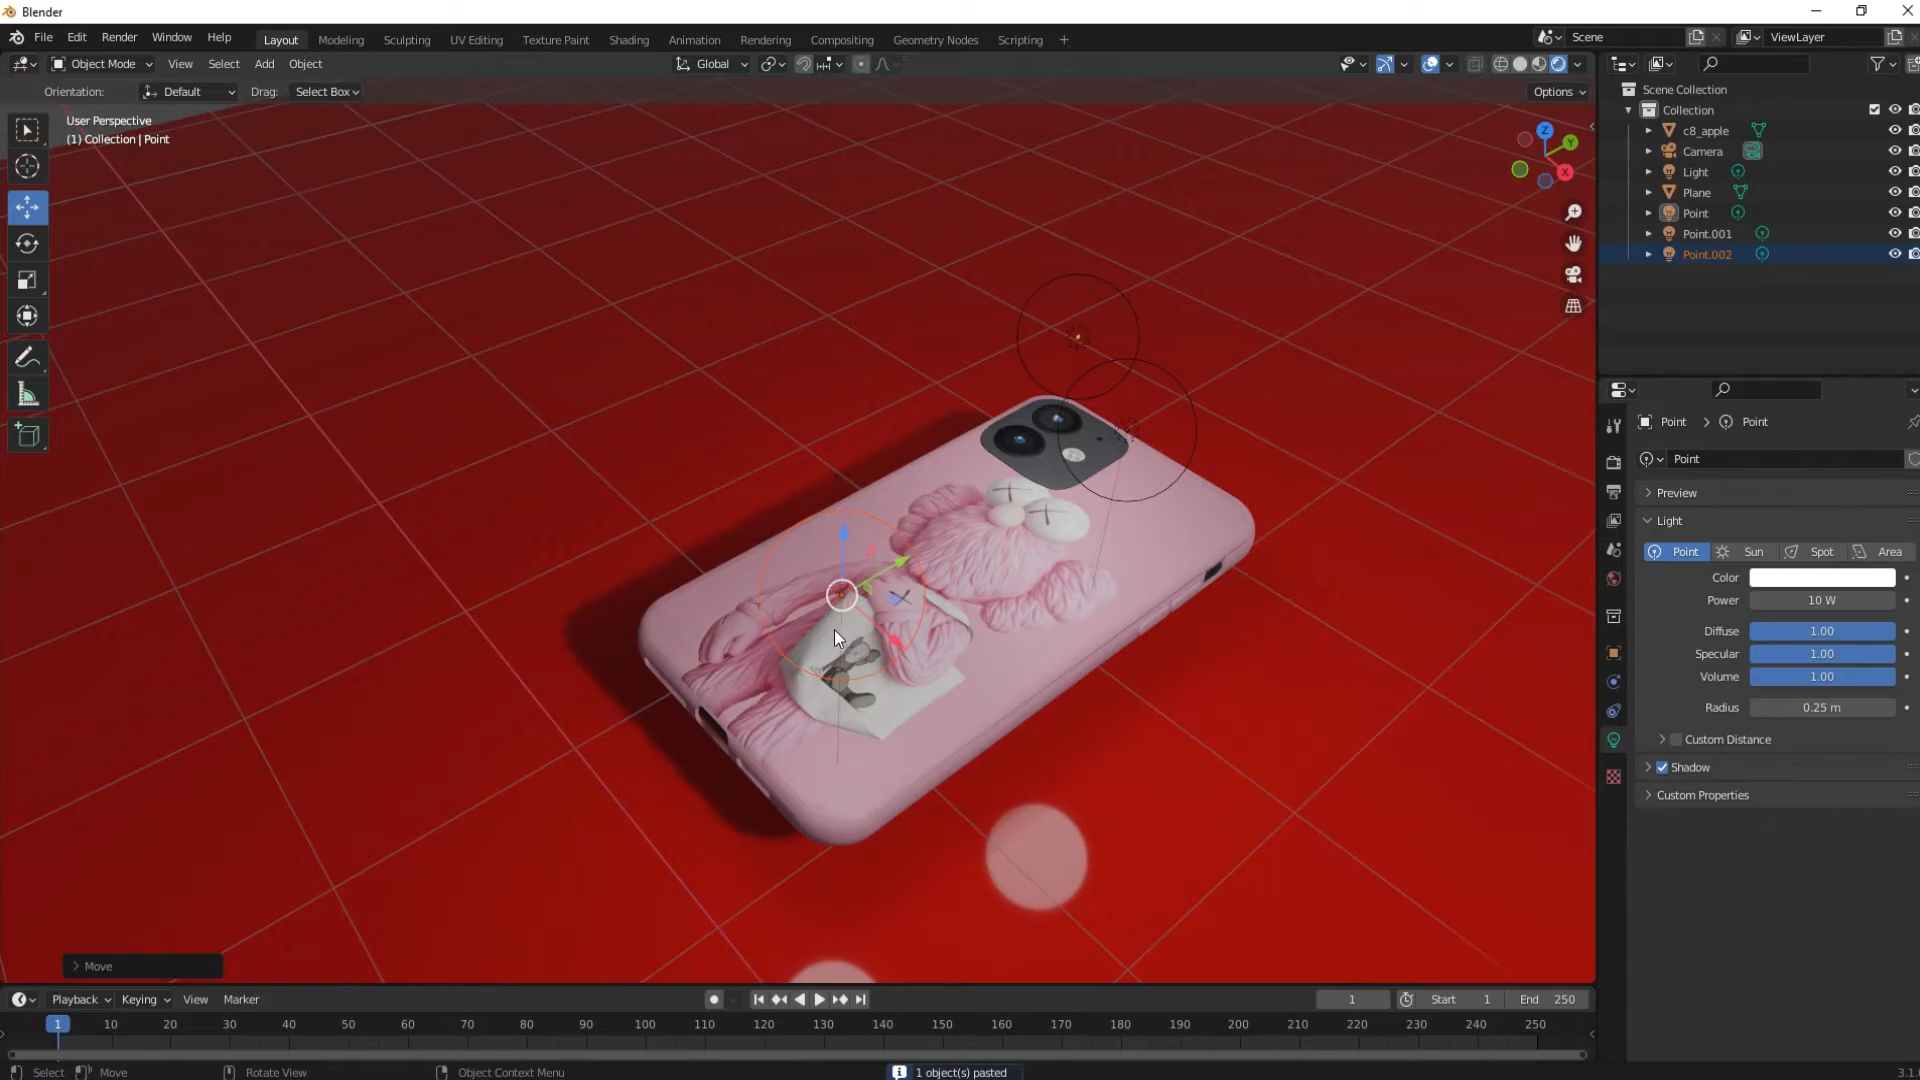 Blender
File Edit Render Window Help Layout Modeling Sculpting UV Editing Texture Paint Shading Animation Rendering Compositing Geometry Nodes Scripting + Scene ViewLayer
Object Mode View Select Add Object Global
Orientation: Default Drag: Select Box Options
User Perspective
(1) Collection | Point
Z
Y
X
Scene Collection
Collection
c8_apple
Camera
Light
Plane
Point
Point.001
Point.002
Point > Point
Point
Preview
Light
Point Sun Spot Area
Color
Power 10 W
Diffuse 1.00
Specular 1.00
Volume 1.00
Radius 0.25 m
Custom Distance
Shadow
Custom Properties
Move
Playback Keying View Marker 1 Start 1 End 250
1 10 20 30 40 50 60 70 80 90 100 110 120 130 140 150 160 170 180 190 200 210 220 230 240 250
Select Move Rotate View Object Context Menu 1 object(s) pasted